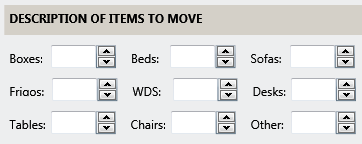 DESCRIPTION OF ITEMS TO MOVE
Boxes: Beds: Sofas:
Frigos: WDS: Desks:
Tables: Chairs: Other: